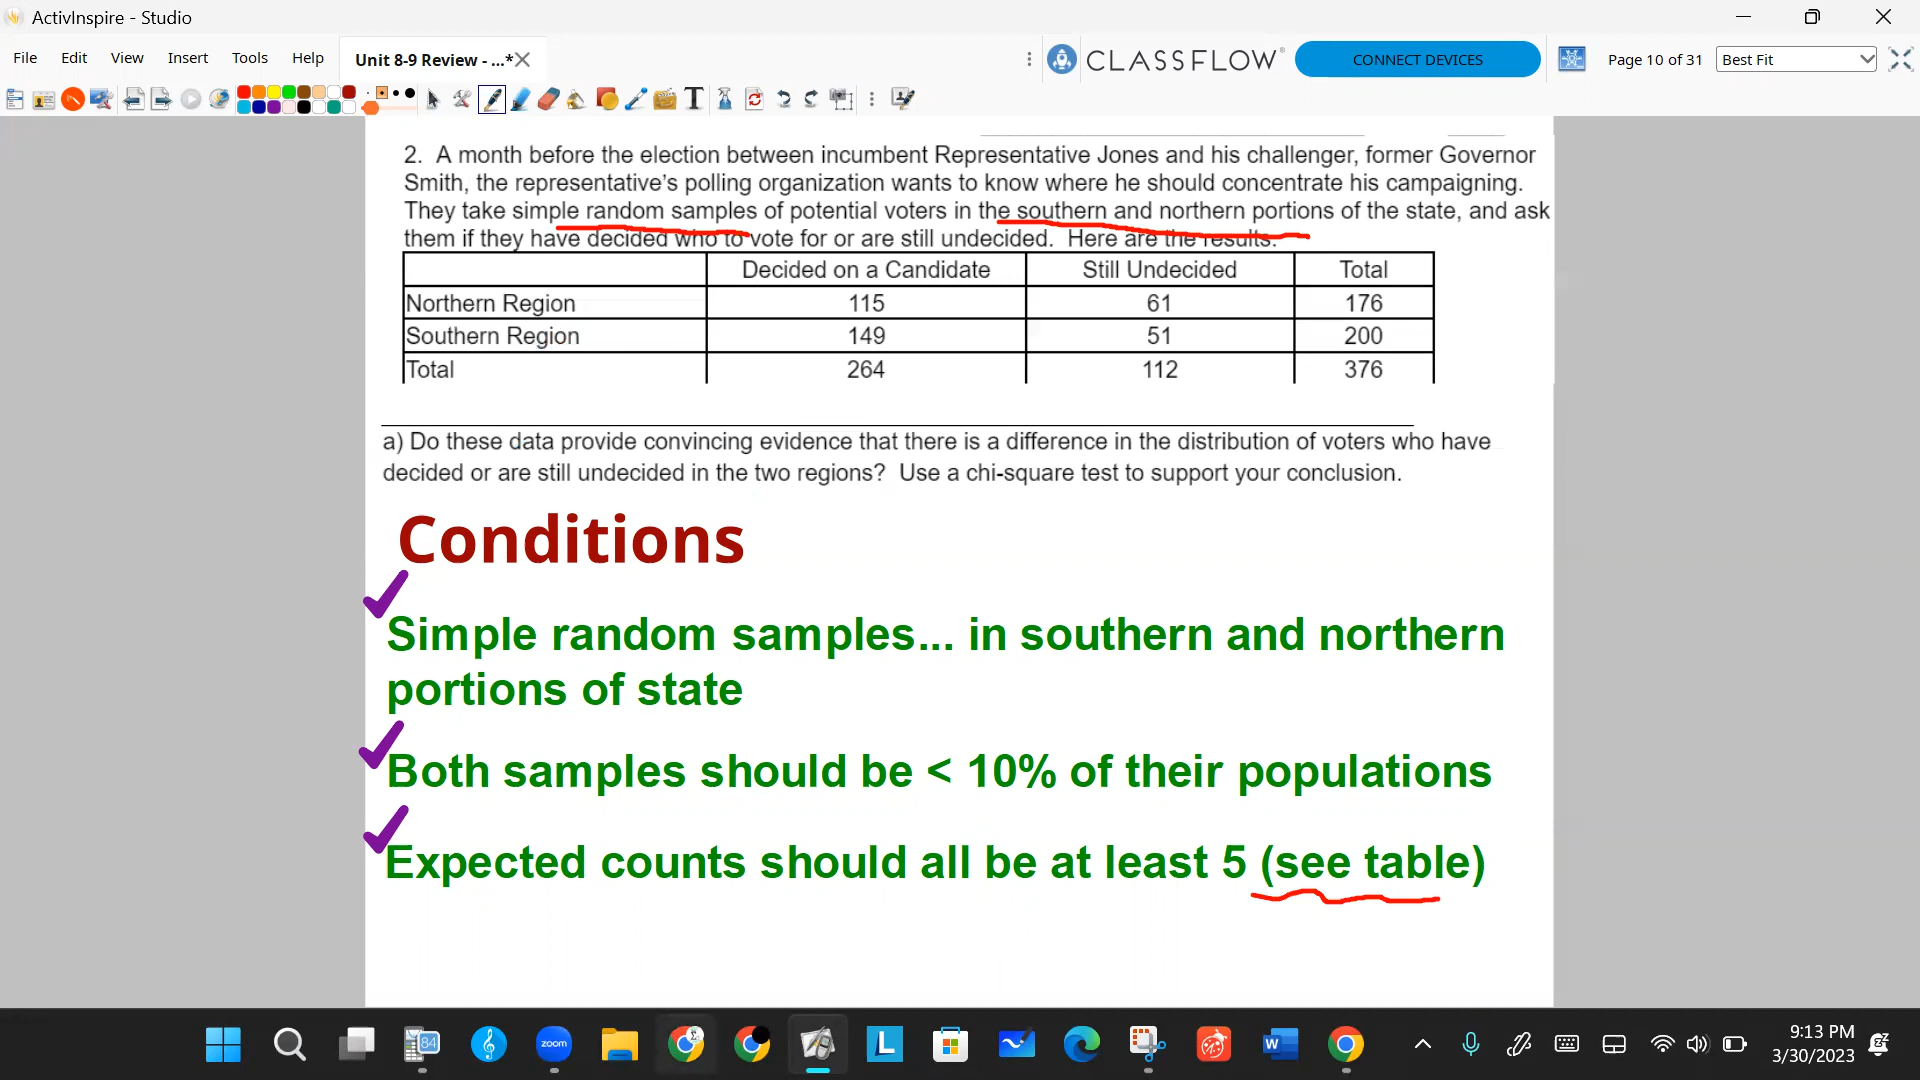 ActivInspire - Studio
File Edit View Insert Tools Help Unit 8-9 Review - ...* CLASSFLOW CONNECT DEVICES Page 10 of 31 Best Fit
2. A month before the election between incumbent Representative Jones and his challenger, former Governor
Smith, the representative's polling organization wants to know where he should concentrate his campaigning.
They take simple random samples of potential voters in the southern and northern portions of the state, and ask
them if they have decided who to vote for or are still undecided. Here are the results.
Decided on a Candidate Still Undecided Total
Northern Region 115 61 176
Southern Region 149 51 200
Total 264 112 376
a) Do these data provide convincing evidence that there is a difference in the distribution of voters who have
decided or are still undecided in the two regions? Use a chi-square test to support your conclusion.
Conditions
Simple random samples... in southern and northern
portions of state
Both samples should be < 10% of their populations
Expected counts should all be at least 5 (see table)
84
zoom
L
W
9:13 PM
3/30/2023